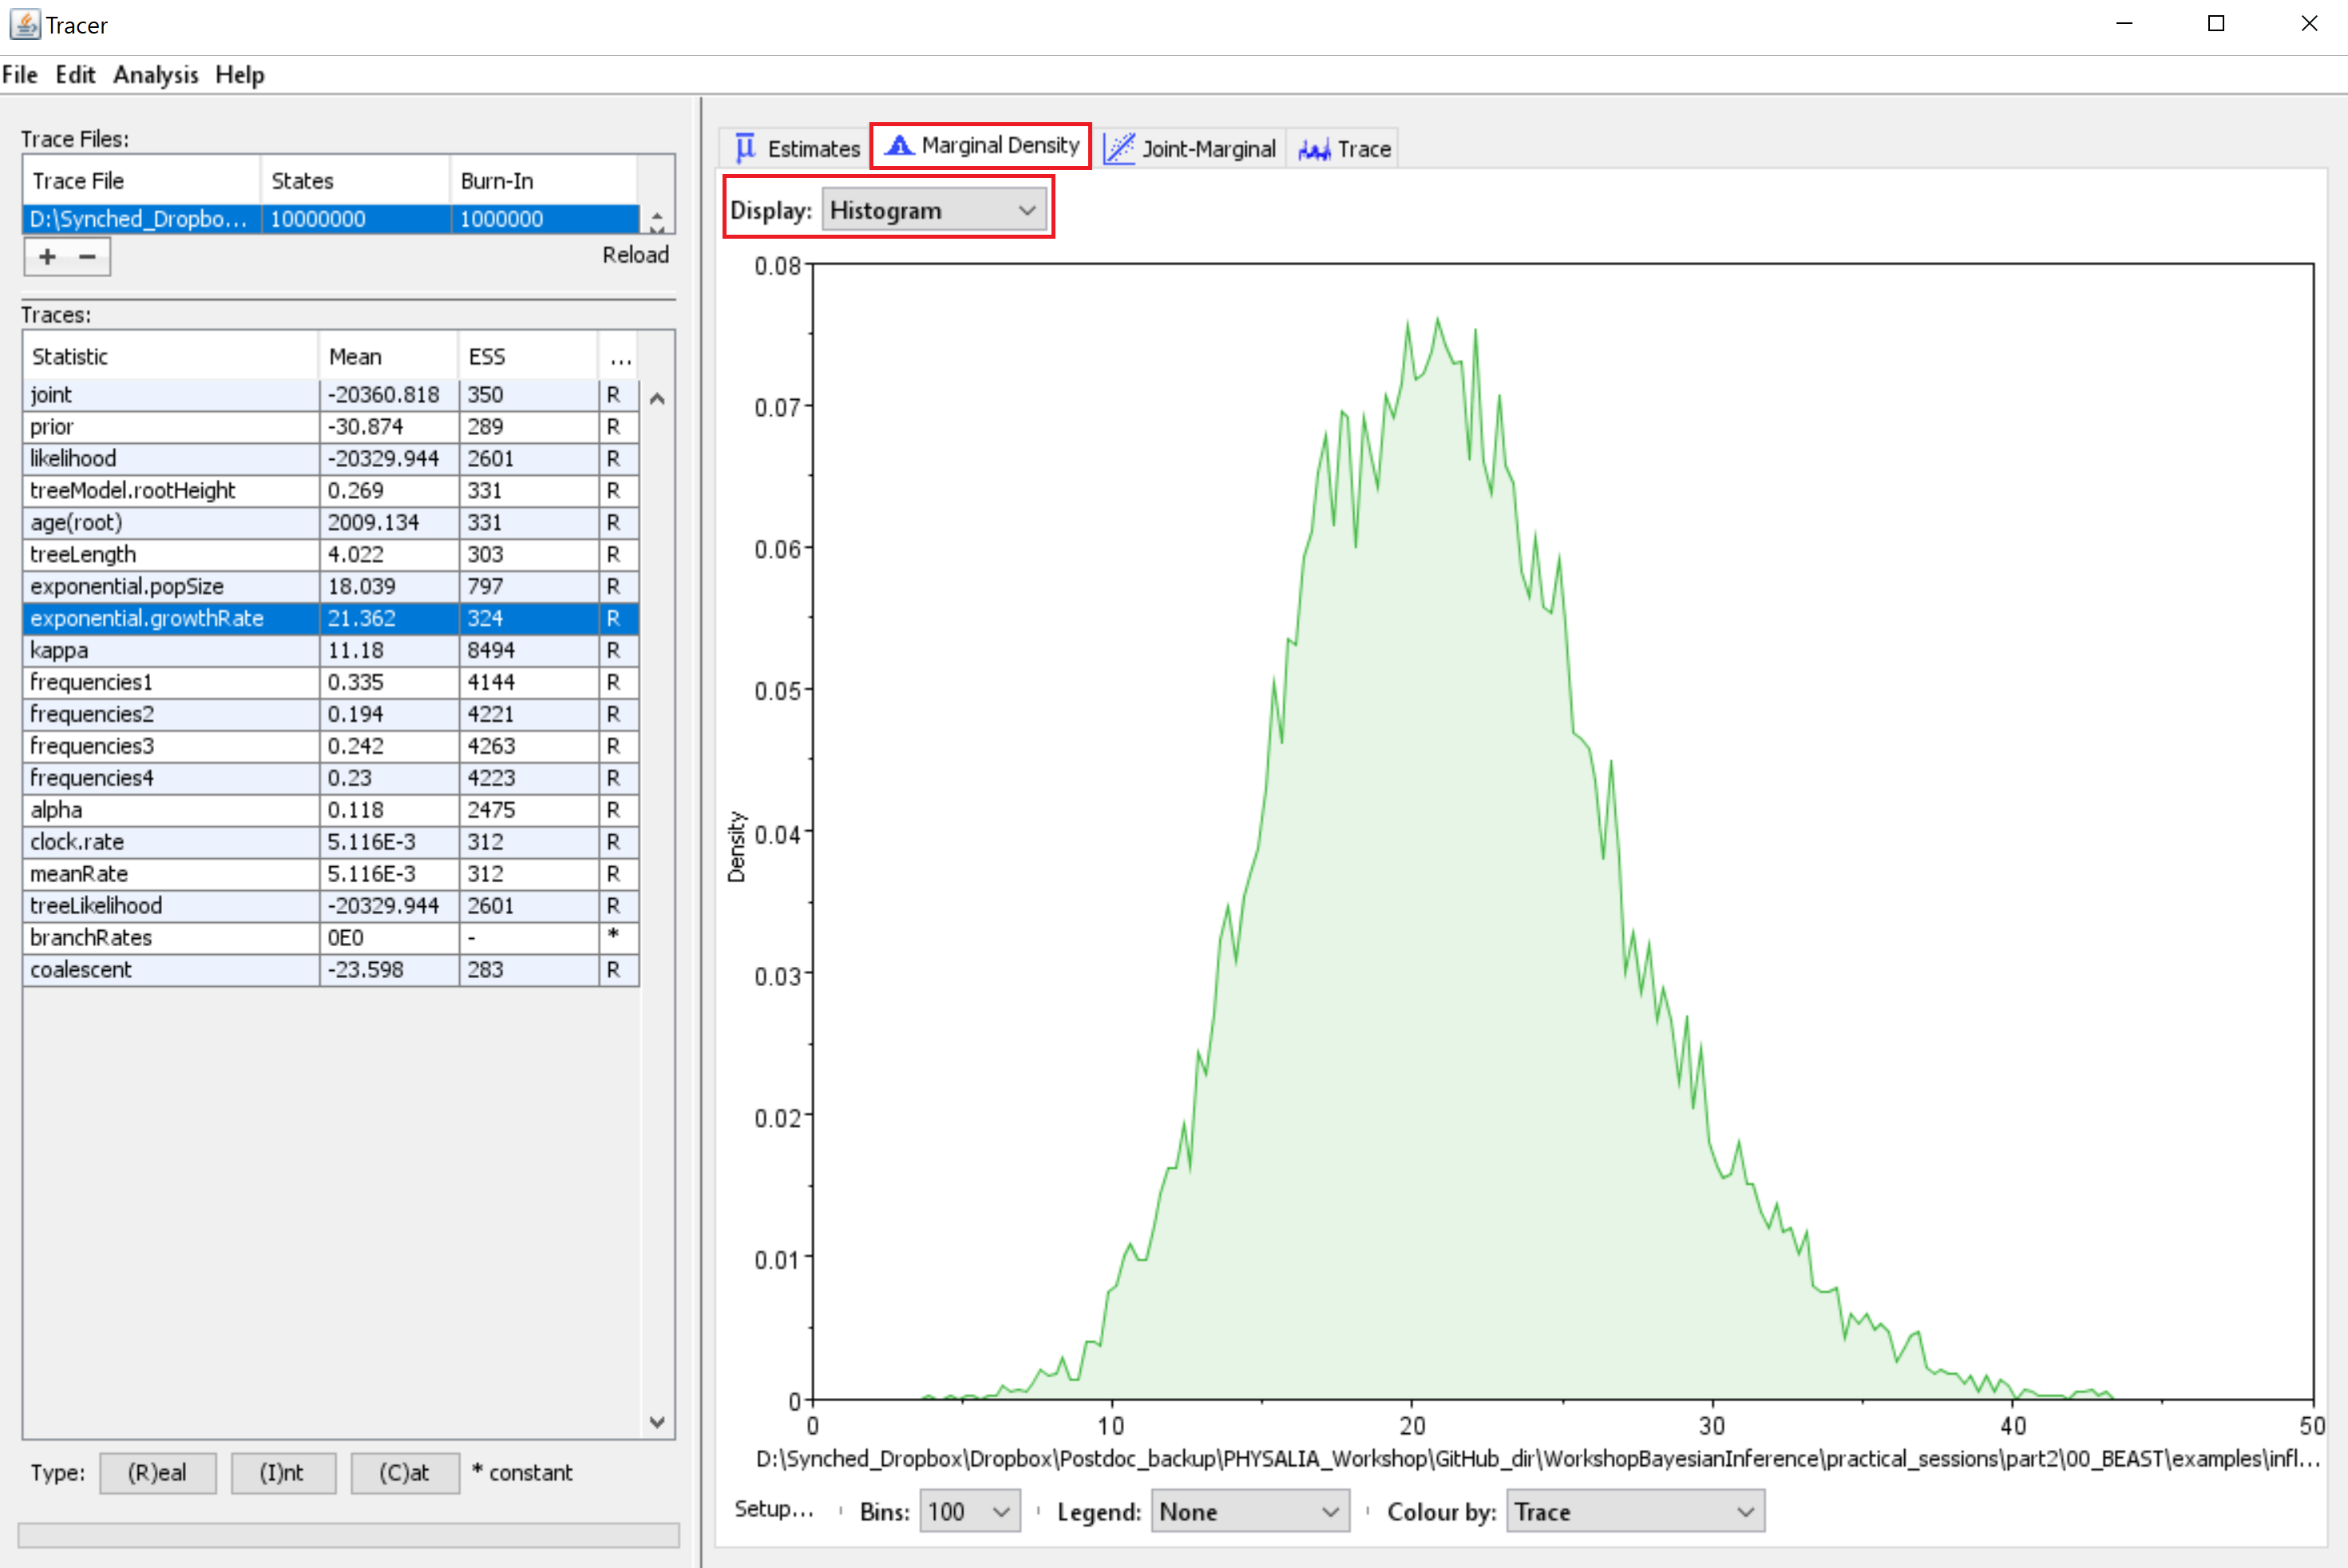 Tracer
File Edit Analysis Help
Trace Files:
Trace File States Burn-In
D:\Synched_Dropbo... 10000000 1000000
+ − Reload
Traces:
Statistic Mean ESS ...
joint -20360.818 350 R
prior -30.874 289 R
likelihood -20329.944 2601 R
treeModel.rootHeight 0.269 331 R
age(root) 2009.134 331 R
treeLength 4.022 303 R
exponential.popSize 18.039 797 R
exponential.growthRate 21.362 324 R
kappa 11.18 8494 R
frequencies1 0.335 4144 R
frequencies2 0.194 4221 R
frequencies3 0.242 4263 R
frequencies4 0.23 4223 R
alpha 0.118 2475 R
clock.rate 5.116E-3 312 R
meanRate 5.116E-3 312 R
treeLikelihood -20329.944 2601 R
branchRates 0E0 - *
coalescent -23.598 283 R
Type: (R)eal (I)nt (C)at * constant
Estimates Marginal Density Joint-Marginal Trace
Display: Histogram
0.08
0.07
0.06
0.05
0.04
0.03
0.02
0.01
0
Density
0 10 20 30 40 50
D:\Synched_Dropbox\Dropbox\Postdoc_backup\PHYSALIA_Workshop\GitHub_dir\WorkshopBayesianInference\practical_sessions\part2\00_BEAST\examples\infl...
Setup... Bins: 100 Legend: None Colour by: Trace